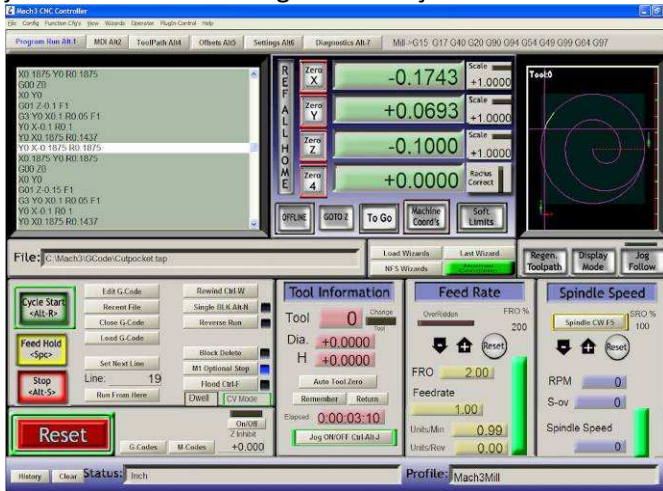 Mach3 CNC Controller
File Config Function Cfg's View Wizards Operator PlugIn Control Help
Program Run Alt-1 MDI Alt2 ToolPath Alt4 Offsets Alt5 Settings Alt6 Diagnostics Alt-7 Mill->G15 G17 G40 G20 G90 G94 G54 G49 G99 G64 G97
X0.1875 Y0 R0.1875
G00 Z0
X0 Y0
G01 Z-0.1 F1
G3 Y0 X0.1 R0.05 F1
Y0 X-0.1 R0.1
Y0 X0.1875 R0.1437
Y0 X-0.1875 R0.1875
X0.1875 Y0 R0.1875
G00 Z0
X0 Y0
G01 Z-0.15 F1
G3 Y0 X0.1 R0.05 F1
Y0 X-0.1 R0.1
Y0 X0.1875 R0.1437
REF ALL HOME
Zero X -0.1743 Scale +1.0000
Zero Y +0.0693 Scale +1.0000
Zero Z -0.1000 Scale +1.0000
Zero 4 +0.0000 Radius Correct
OFFLINE GOTO Z To Go Machine Coord's Soft Limits
Tool:0
File: C:\Mach3\GCode\Cutpocket.tap
Load Wizards Last Wizard
NFS Wizards
Regen. Toolpath Display Mode Jog Follow
Cycle Start <Alt-R>
Feed Hold <Spc>
Stop <Alt-S>
Edit G-Code Rewind Ctrl-W
Recent File Single BLK Alt-N
Close G-Code Reverse Run
Load G-Code
Block Delete
Set Next Line M1 Optional Stop
Line: 19 Flood Ctrl-F
Run From Here Dwell CV Mode
Reset
G-Codes M-Codes
On/Off
Z Inhibit
+0.000
Tool Information
Tool 0 Change Tool
Dia. +0.0000
H +0.0000
Auto Tool Zero
Remember Return
Elapsed 0:00:03:10
Jog ON/OFF Ctrl-Alt-J
Feed Rate
OverRidden FRO %
200
Reset
FRO 2.00
Feedrate
1.00
Units/Min 0.99
Units/Rev 0.00
Spindle Speed
Spindle CW F5 SRO %
100
Reset
RPM 0
S-ov 0
Spindle Speed
0
History Clear Status: Inch Profile: Mach3Mill